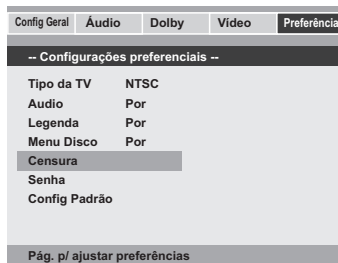 Config Geral Áudio Dolby Vídeo Preferência
-- Configurações preferenciais --
Tipo da TV NTSC
Audio Por
Legenda Por
Menu Disco Por
Censura
Senha
Config Padrão
Pág. p/ ajustar preferências